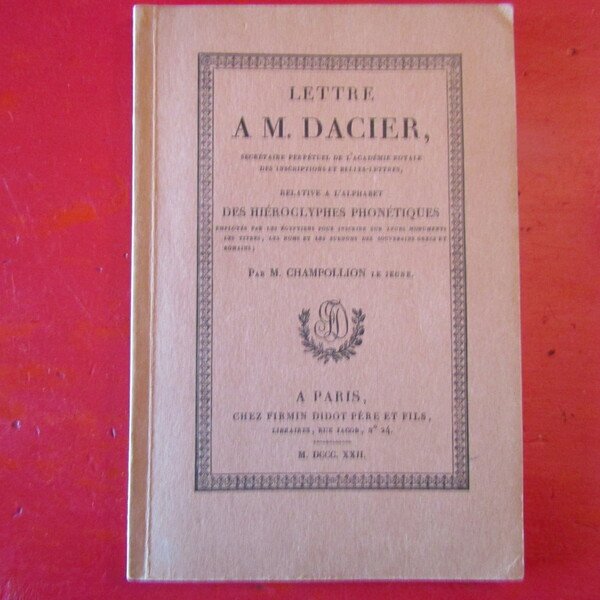 LETTRE
A M. DACIER,
SECRÉTAIRE PERPÉTUEL DE L'ACADÉMIE ROYALE
DES INSCRIPTIONS ET BELLES-LETTRES,
RELATIVE A L'ALPHABET
DES HIÉROGLYPHES PHONÉTIQUES
EMPLOYÉS PAR LES ÉGYPTIENS POUR INSCRIRE SUR LEURS MONUMENTS
LES TITRES, LES NOMS ET LES SURNOMS DES SOUVERAINS GRECS ET
ROMAINS;
PAR M. CHAMPOLLION LE JEUNE.
A PARIS,
CHEZ FIRMIN DIDOT PÈRE ET FILS,
LIBRAIRES, RUE JACOB, N° 24.
M. DCCC. XXII.